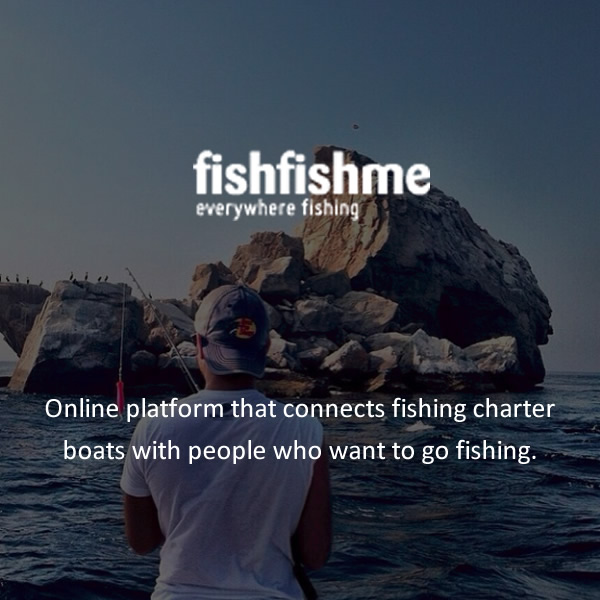 fishfishme
everywhere fishing
Online platform that connects fishing charter
boats with people who want to go fishing.